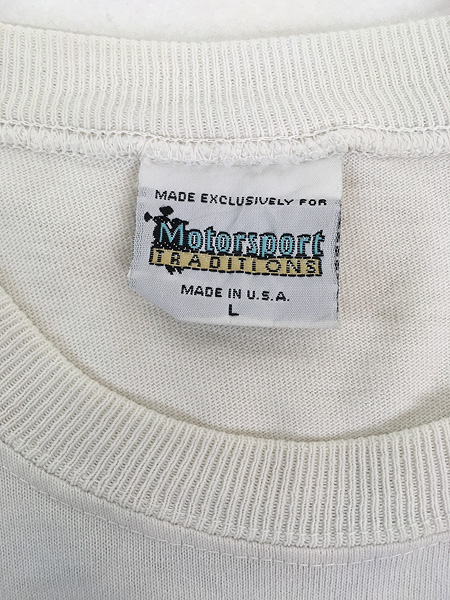 MADE EXCLUSIVELY FOR
Motorsport
TRADITIONS
MADE IN U.S.A.
L